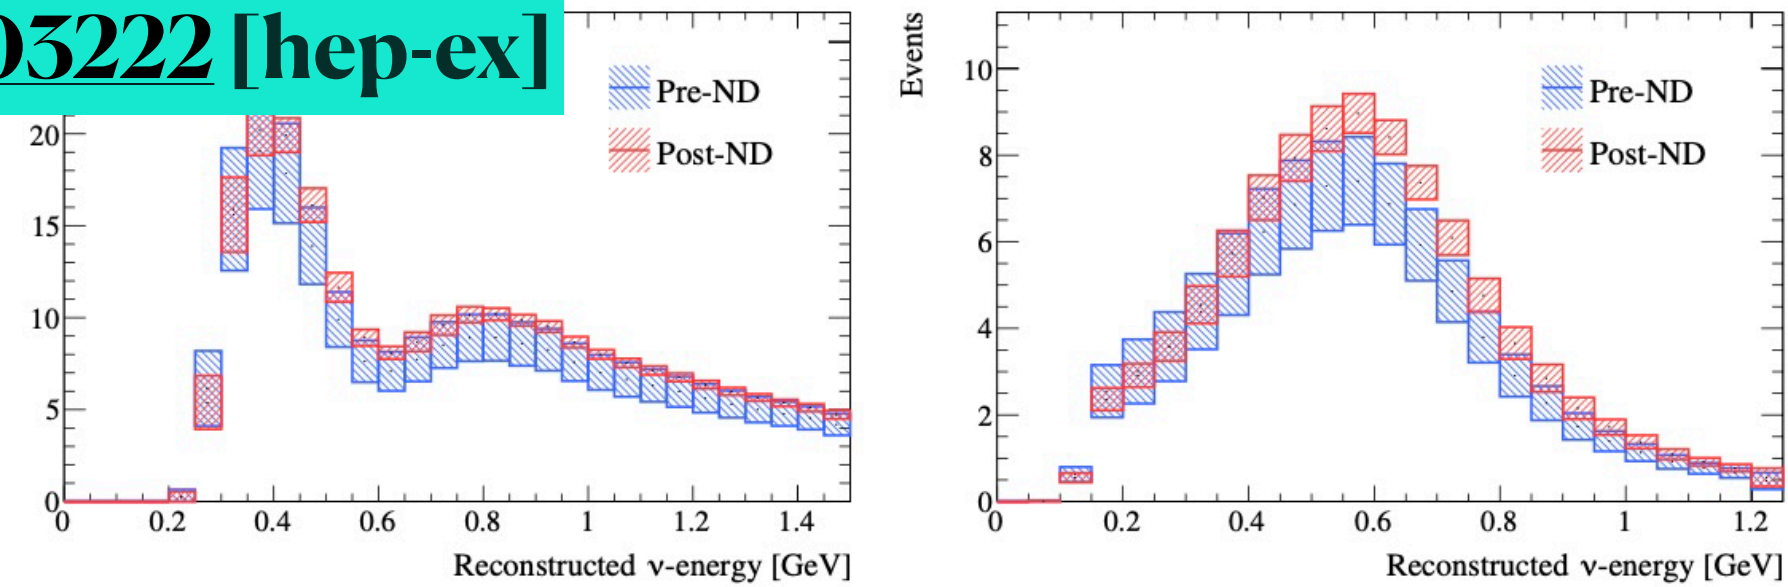 03222 [hep-ex]
Pre-ND
Post-ND
20
15
10
5
0
0 0.2 0.4 0.6 0.8 1 1.2 1.4
Reconstructed ν-energy [GeV]
Events
Pre-ND
Post-ND
10
8
6
4
2
0
0 0.2 0.4 0.6 0.8 1 1.2
Reconstructed ν-energy [GeV]